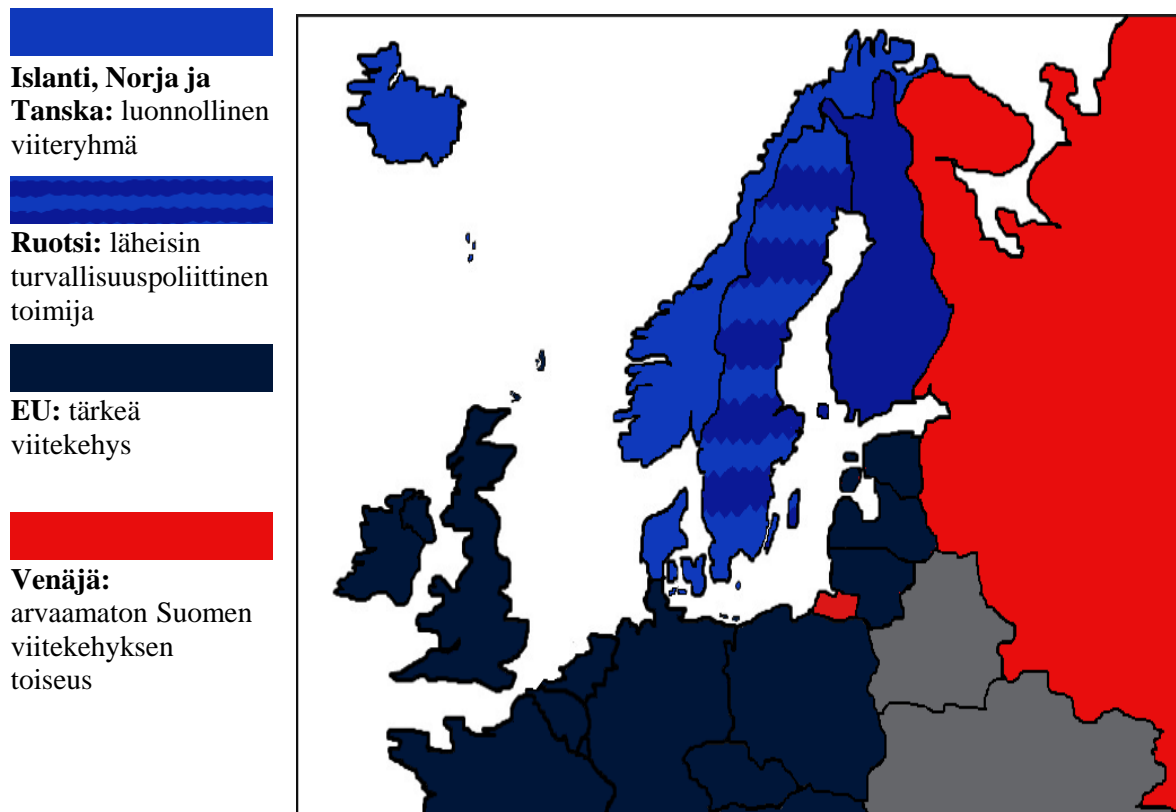 Islanti, Norja ja
Tanska: luonnollinen
viiteryhmä
Ruotsi: läheisin
turvallisuuspoliittinen
toimija
EU: tärkeä
viitekehys
Venäjä:
arvaamaton Suomen
viitekehyksen
toiseus